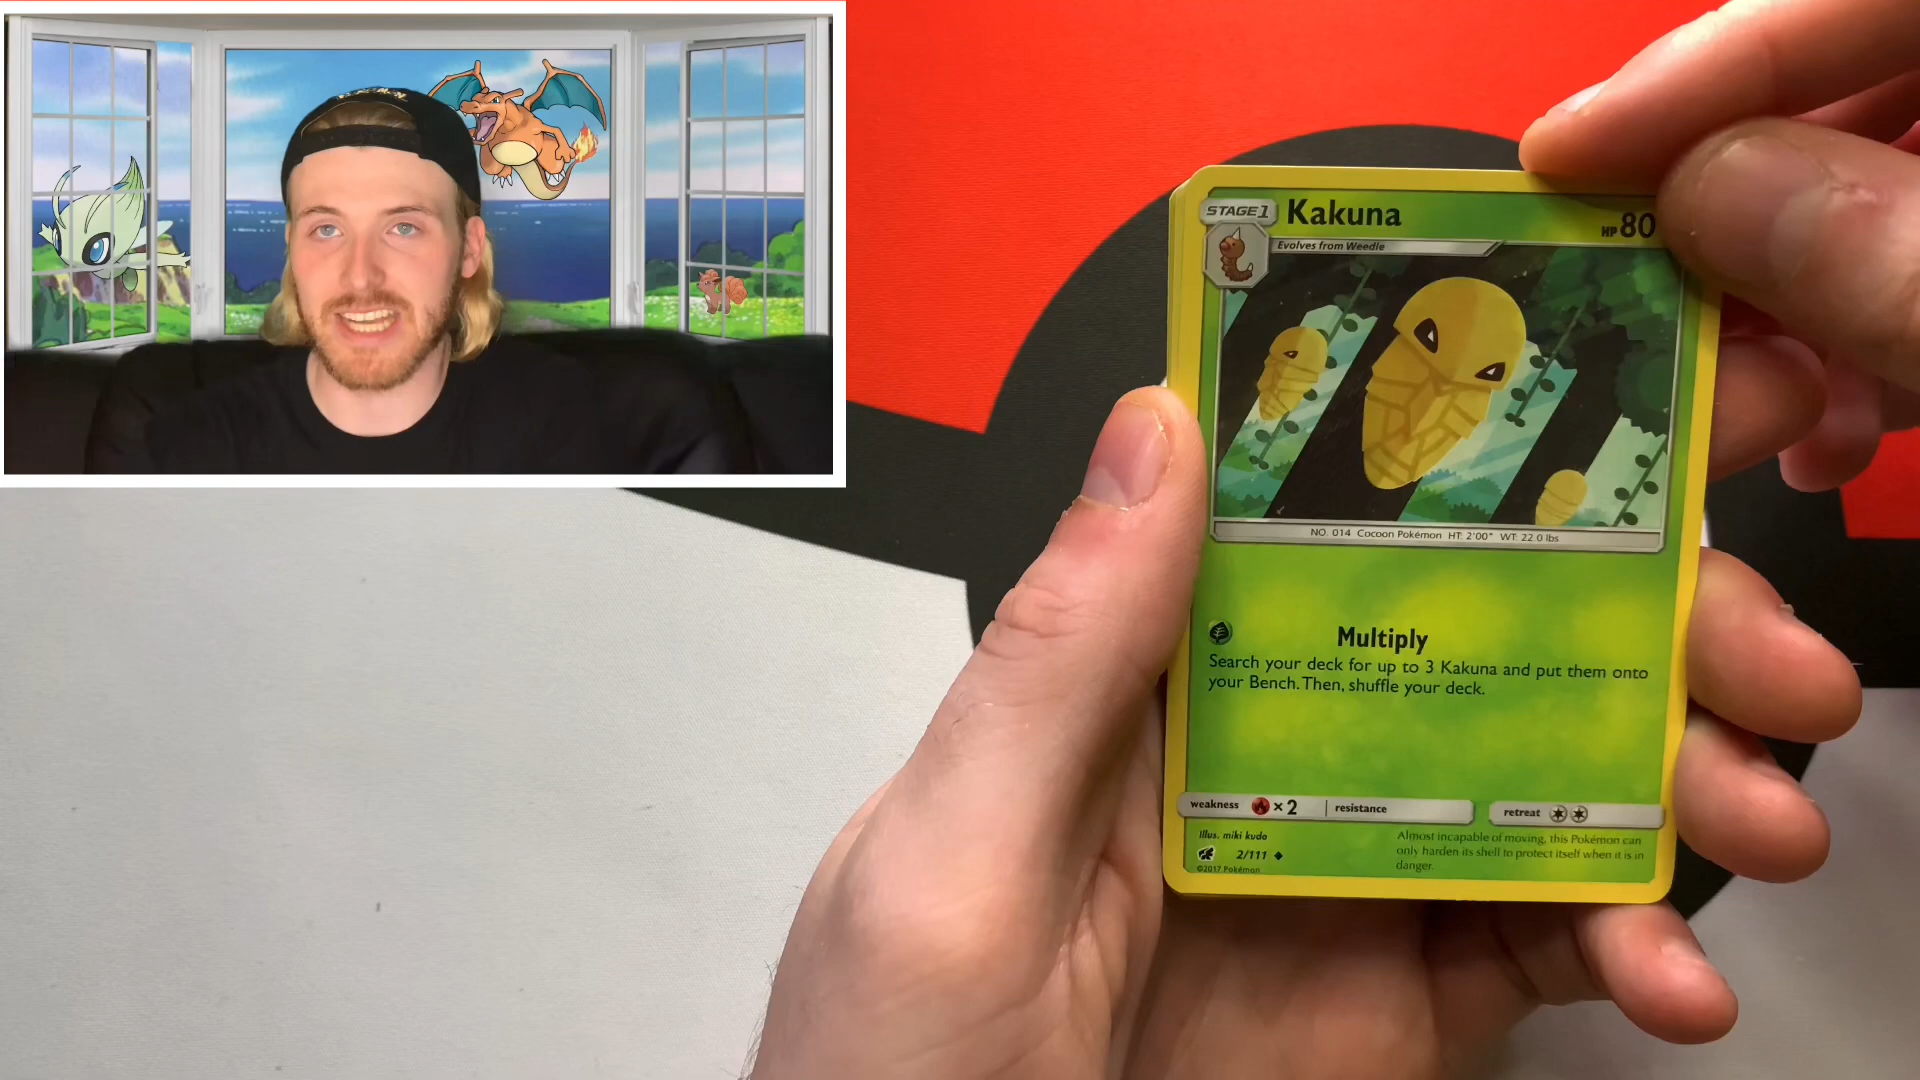 STAGE 1 Kakuna HP 80
Evolves from Weedle
NO. 014 Cocoon Pokémon HT: 2'00" WT: 22.0 lbs
Multiply
Search your deck for up to 3 Kakuna and put them onto
your Bench. Then, shuffle your deck.
weakness × 2 resistance retreat
Illus. miki kudo
2/111
©2017 Pokémon
Almost incapable of moving, this Pokémon can
only harden its shell to protect itself when it is in
danger.